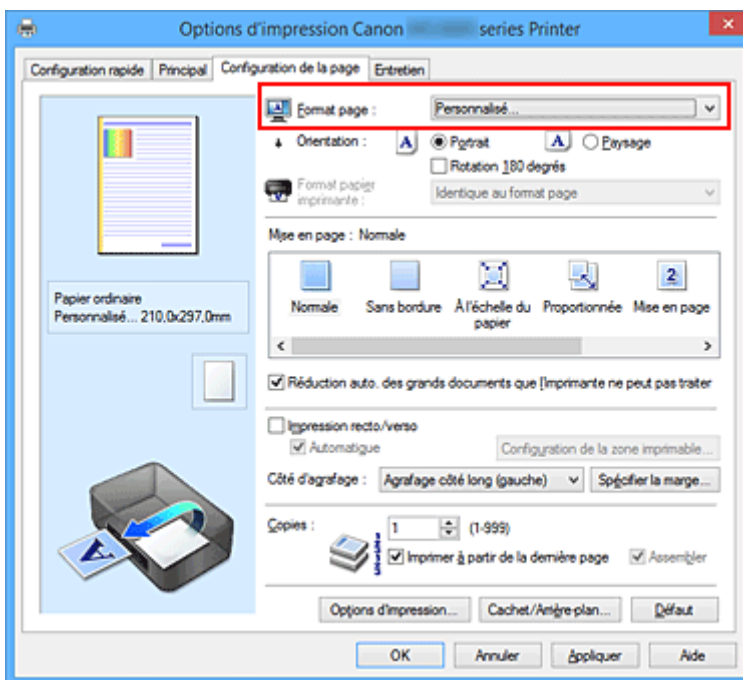 Options d'impression Canon series Printer
Configuration rapide Principal Configuration de la page Entretien
Format page : Personnalisé...
Orientation : A Portrait A Paysage
Rotation 180 degrés
Format papier
imprimante : Identique au format page
Mise en page : Normale
2
Normale Sans bordure À l'échelle du Proportionnée Mise en page
papier
Papier ordinaire
Personnalisé... 210,0x297,0mm
Réduction auto. des grands documents que l'imprimante ne peut pas traiter
Impression recto/verso
Automatique Configuration de la zone imprimable...
Côté d'agrafage : Agrafage côté long (gauche) Spécifier la marge...
Copies : 1 (1-999)
Imprimer à partir de la dernière page Assembler
Options d'impression... Cachet/Arrière-plan... Défaut
OK Annuler Appliquer Aide